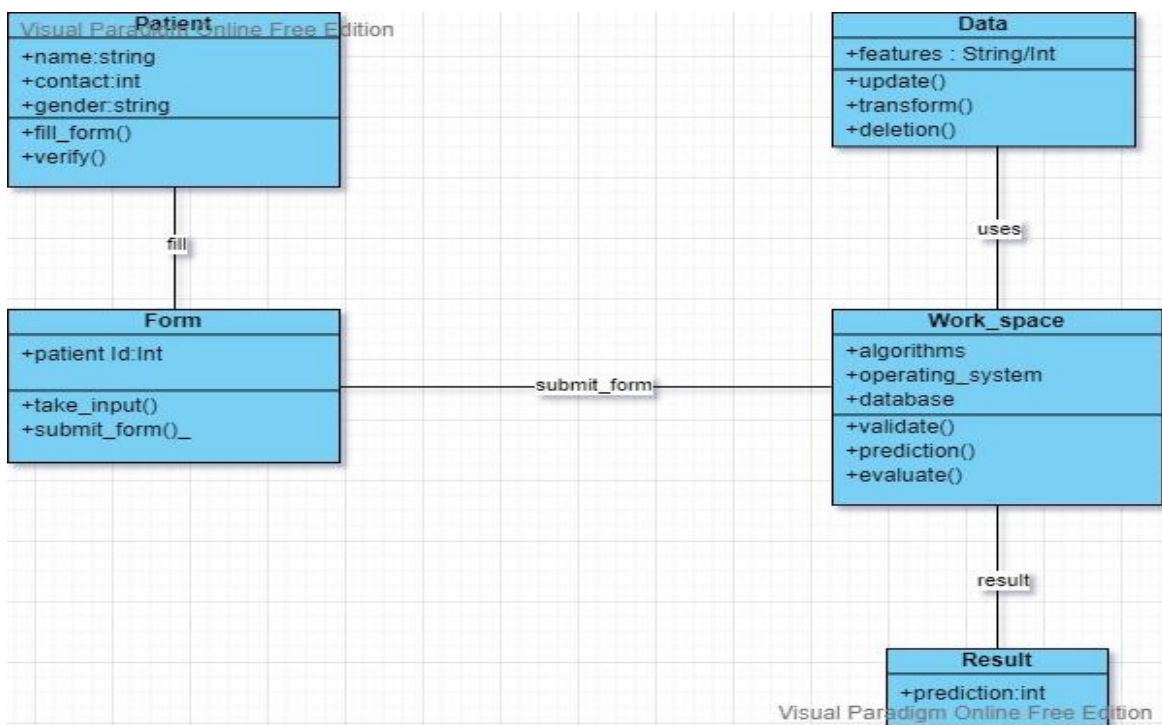 Visual Paradigm Online Free Edition
Patient
+name:string
+contact:int
+gender:string
+fill_form()
+verify()
fill
Form
+patient Id:Int
+take_input()
+submit_form()_
submit_form
Data
+features : String/Int
+update()
+transform()
+deletion()
uses
Work_space
+algorithms
+operating_system
+database
+validate()
+prediction()
+evaluate()
result
Result
+prediction:int
Visual Paradigm Online Free Edition